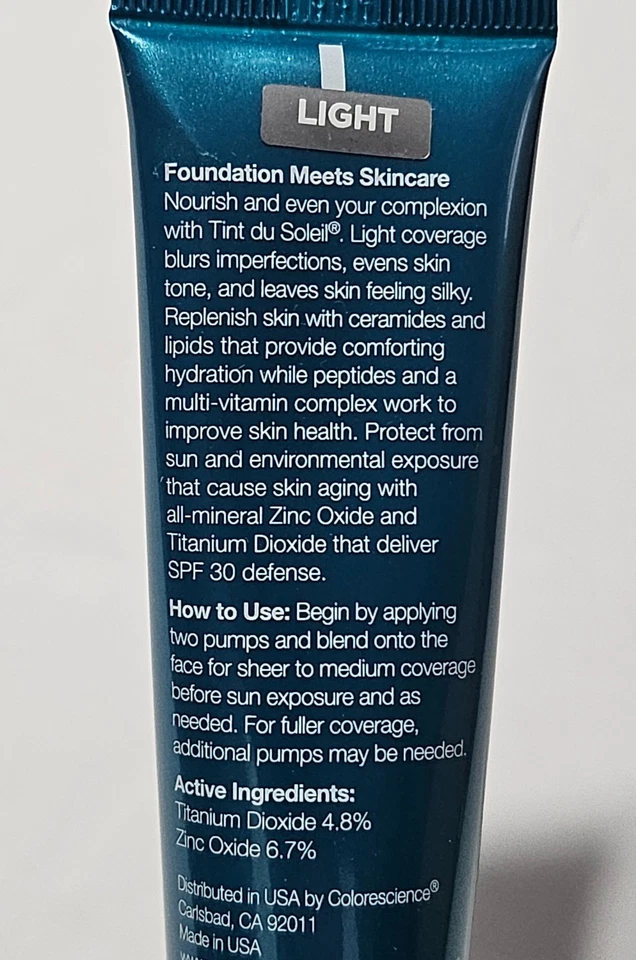 LIGHT
Foundation Meets Skincare
Nourish and even your complexion
with Tint du Soleil®. Light coverage
blurs imperfections, evens skin
tone, and leaves skin feeling silky.
Replenish skin with ceramides and
lipids that provide comforting
hydration while peptides and a
multi-vitamin complex work to
improve skin health. Protect from
sun and environmental exposure
that cause skin aging with
all-mineral Zinc Oxide and
Titanium Dioxide that deliver
SPF 30 defense.
How to Use: Begin by applying
two pumps and blend onto the
face for sheer to medium coverage
before sun exposure and as
needed. For fuller coverage,
additional pumps may be needed.
Active Ingredients:
Titanium Dioxide 4.8%
Zinc Oxide 6.7%
Distributed in USA by Colorescience®
Carlsbad, CA 92011
Made in USA